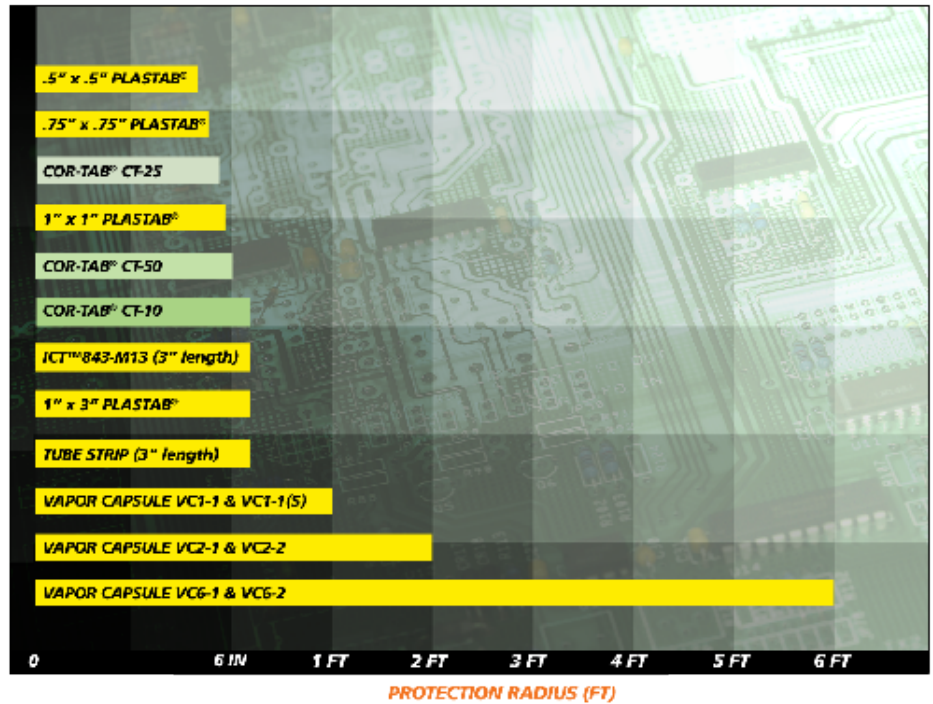 .5" x .5" PLASTAB®
.75" x .75" PLASTAB®
COR-TAB® CT-25
1" x 1" PLASTAB®
COR-TAB® CT-50
COR-TAB® CT-10
ICT™843-M13 (3" length)
1" x 3" PLASTAB®
TUBE STRIP (3" length)
VAPOR CAPSULE VC1-1 & VC1-1(S)
VAPOR CAPSULE VC2-1 & VC2-2
VAPOR CAPSULE VC6-1 & VC6-2
0 6 IN 1 FT 2 FT 3 FT 4 FT 5 FT 6 FT
PROTECTION RADIUS (FT)